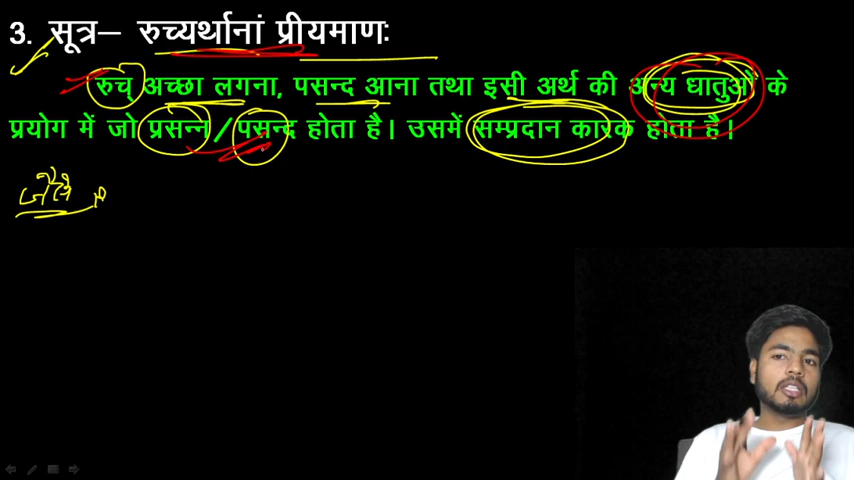 3. सूत्र– रुच्यर्थानां प्रीयमाणः
रुच् अच्छा लगना, पसन्द आना तथा इसी अर्थ की अन्य धातुओं के
प्रयोग में जो प्रसन्न / पसन्द होता है। उसमें सम्प्रदान कारक होता है।
जैसे